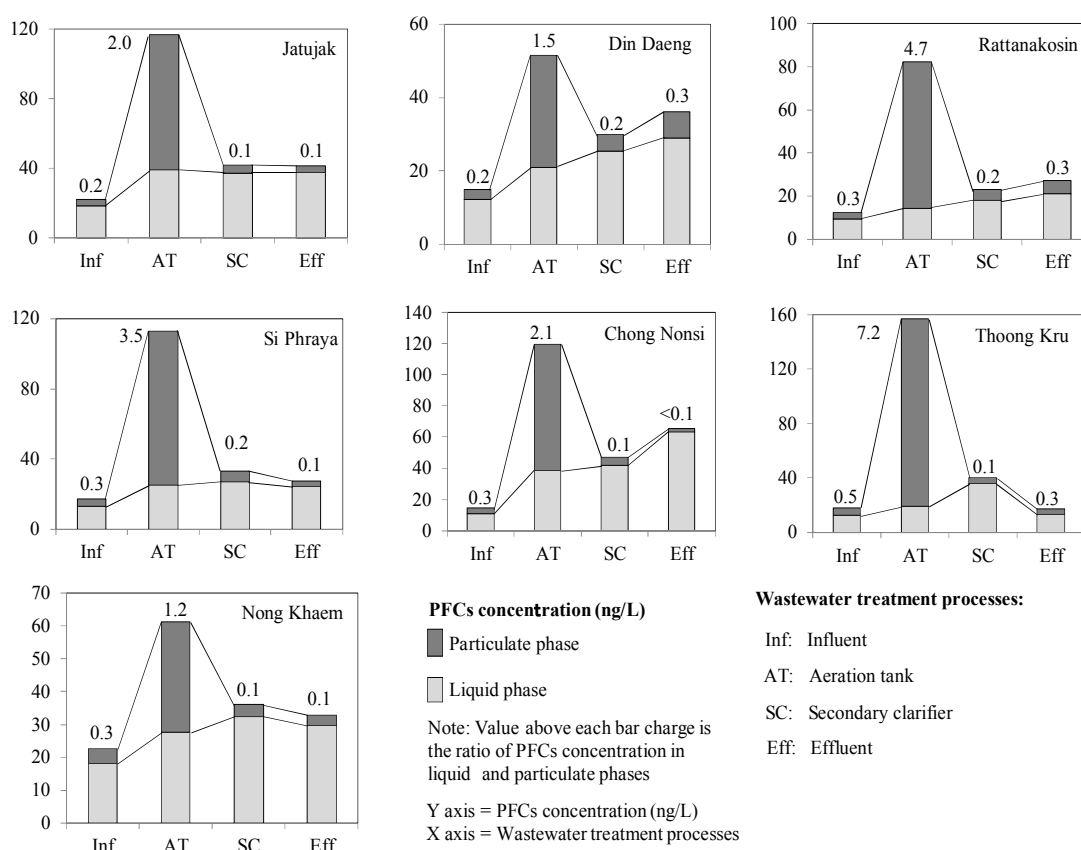 Jatujak
120
80
40
0
0.2
2.0
0.1
0.1
Inf AT SC Eff
Din Daeng
60
40
20
0
0.2
1.5
0.2
0.3
Inf AT SC Eff
Rattanakosin
100
80
60
40
20
0
0.3
4.7
0.2
0.3
Inf AT SC Eff
Si Phraya
120
80
40
0
0.3
3.5
0.2
0.1
Inf AT SC Eff
Chong Nonsi
140
120
100
80
60
40
20
0
0.3
2.1
0.1
<0.1
Inf AT SC Eff
Thoong Kru
160
120
80
40
0
0.5
7.2
0.1
0.3
Inf AT SC Eff
Nong Khaem
70
60
50
40
30
20
10
0
0.3
1.2
0.1
0.1
Inf AT SC Eff
PFCs concentration (ng/L)
Particulate phase
Liquid phase
Note: Value above each bar charge is
the ratio of PFCs concentration in
liquid and particulate phases
Y axis = PFCs concentration (ng/L)
X axis = Wastewater treatment processes
Wastewater treatment processes:
Inf: Influent
AT: Aeration tank
SC: Secondary clarifier
Eff: Effluent